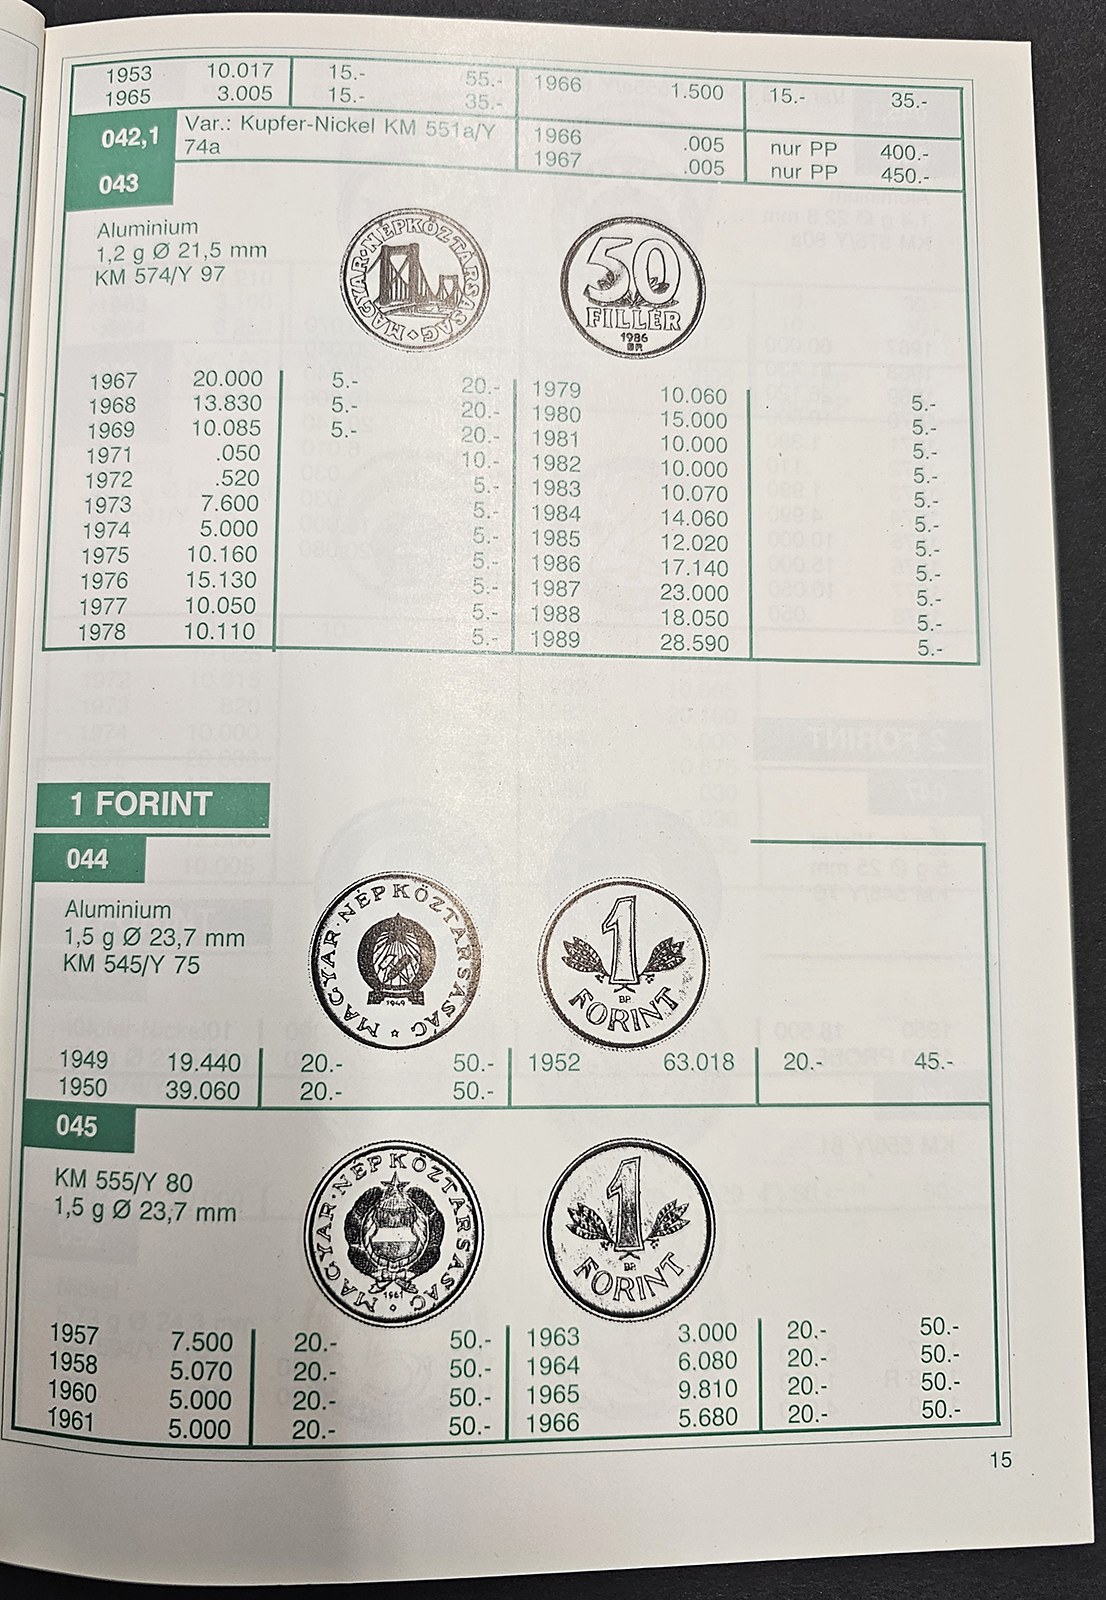 1953 10.017 15.- 55.- 1966 1.500 15.- 35.-
1965 3.005 15.- 35.-
042,1 Var.: Kupfer-Nickel KM 551a/Y 74a 1966 .005 nur PP 400.-
1967 .005 nur PP 450.-
043
Aluminium
1,2 g Ø 21,5 mm
KM 574/Y 97
MAGYAR·NÉPKÖZTÁRSASÁG
50
FILLÉR
1986
BP.
1967 20.000 5.- 20.- 1979 10.060 5.-
1968 13.830 5.- 20.- 1980 15.000 5.-
1969 10.085 5.- 20.- 1981 10.000 5.-
1971 .050 10.- 1982 10.000 5.-
1972 .520 5.- 1983 10.070 5.-
1973 7.600 5.- 1984 14.060 5.-
1974 5.000 5.- 1985 12.020 5.-
1975 10.160 5.- 1986 17.140 5.-
1976 15.130 5.- 1987 23.000 5.-
1977 10.050 5.- 1988 18.050 5.-
1978 10.110 5.- 1989 28.590 5.-
1 FORINT
044
Aluminium
1,5 g Ø 23,7 mm
KM 545/Y 75
MAGYAR·NÉPKÖZTÁRSASÁG
1949
1
BP.
FORINT
1949 19.440 20.- 50.- 1952 63.018 20.- 45.-
1950 39.060 20.- 50.-
045
KM 555/Y 80
1,5 g Ø 23,7 mm
MAGYAR·NÉPKÖZTÁRSASÁG
1961
1
BP.
FORINT
1957 7.500 20.- 50.- 1963 3.000 20.- 50.-
1958 5.070 20.- 50.- 1964 6.080 20.- 50.-
1960 5.000 20.- 50.- 1965 9.810 20.- 50.-
1961 5.000 20.- 50.- 1966 5.680 20.- 50.-
15